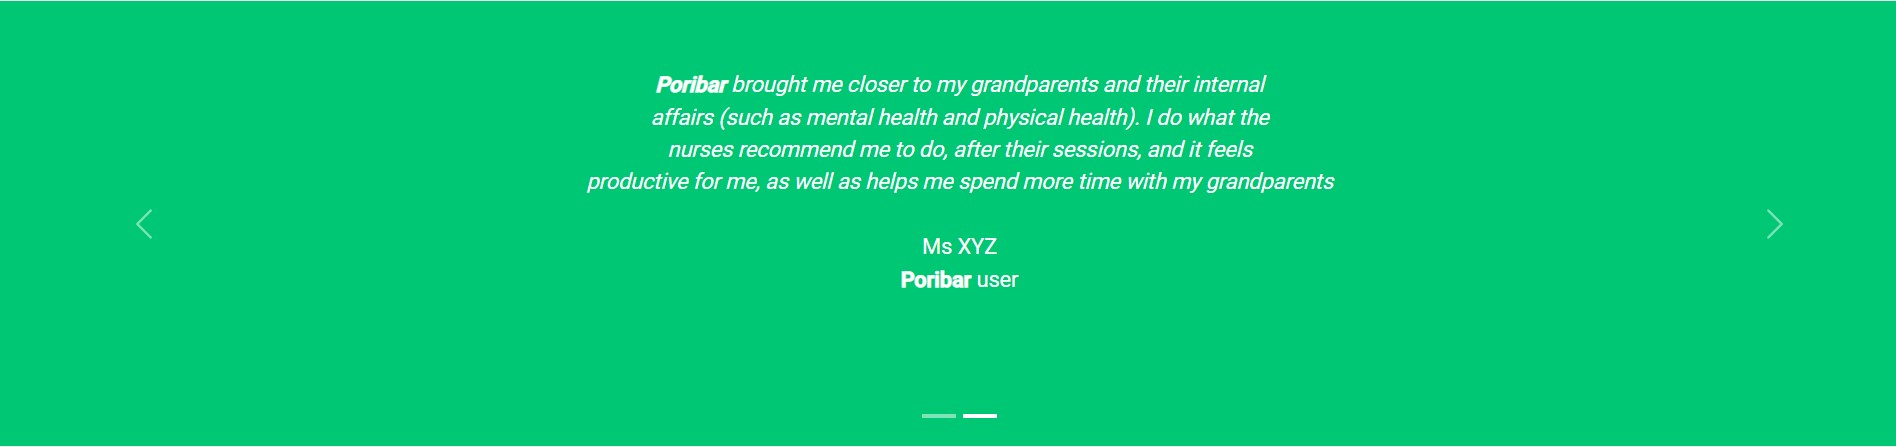 Poribar brought me closer to my grandparents and their internal
affairs (such as mental health and physical health). I do what the
nurses recommend me to do, after their sessions, and it feels
productive for me, as well as helps me spend more time with my grandparents
Ms XYZ
Poribar user